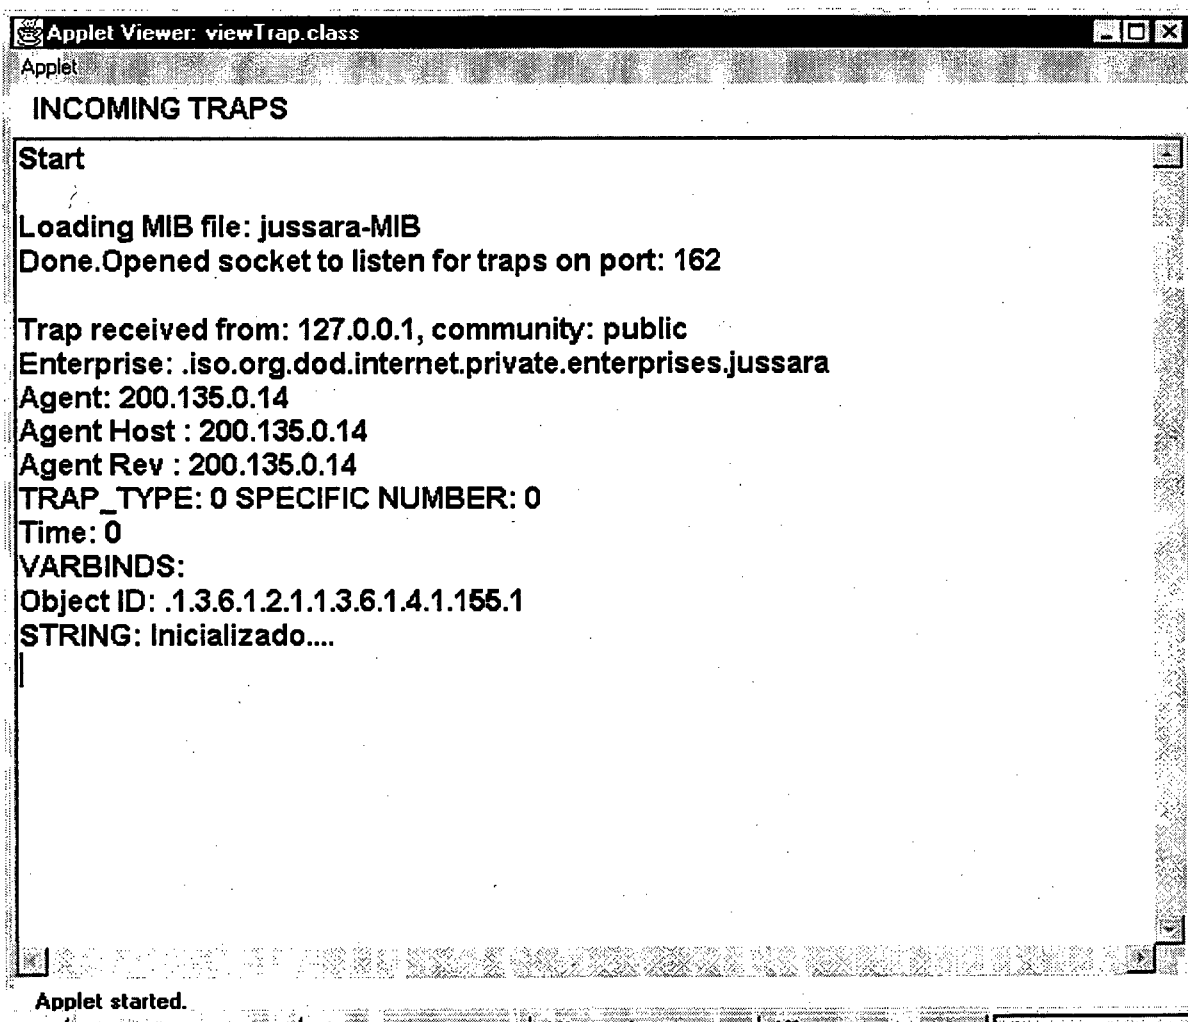 Applet Viewer: viewTrap.class
Applet
INCOMING TRAPS
Start
Loading MIB file: jussara-MIB
Done.Opened socket to listen for traps on port: 162
Trap received from: 127.0.0.1, community: public
Enterprise: .iso.org.dod.internet.private.enterprises.jussara
Agent: 200.135.0.14
Agent Host : 200.135.0.14
Agent Rev : 200.135.0.14
TRAP_TYPE: 0 SPECIFIC NUMBER: 0
Time: 0
VARBINDS:
Object ID: .1.3.6.1.2.1.1.3.6.1.4.1.155.1
STRING: Inicializado....
Applet started.